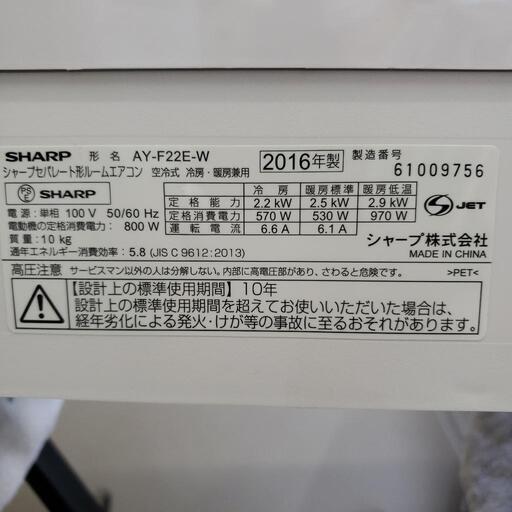 SHARP 形 名 AY-F22E-W 2016年製 製造番号
シャープセパレート形ルームエアコン 空冷式 冷房・暖房兼用 61009756
PS E SHARP
冷 房 暖房標準 暖房低温
定 格 能 力 2.2 kW 2.5 kW 2.9 kW
電源:単相 100 V 50/60 Hz 定格消費電力 570 W 530 W 970 W
電動機の定格消費電力: 800 W 運 転 電 流 6.6 A 6.1 A
S JET
質量:10 kg
シャープ株式会社
通年エネルギー消費効率: 5.8 (JIS C 9612:2013) MADE IN CHINA
高圧注意 サービスマン以外の人は分解しない。内部に高電圧部があり、さわると危険です。 >PET<
【設計上の標準使用期間】10年
設計上の標準使用期間を超えてお使いいただいた場合は、
経年劣化による発火・けが等の事故に至るおそれがあります。